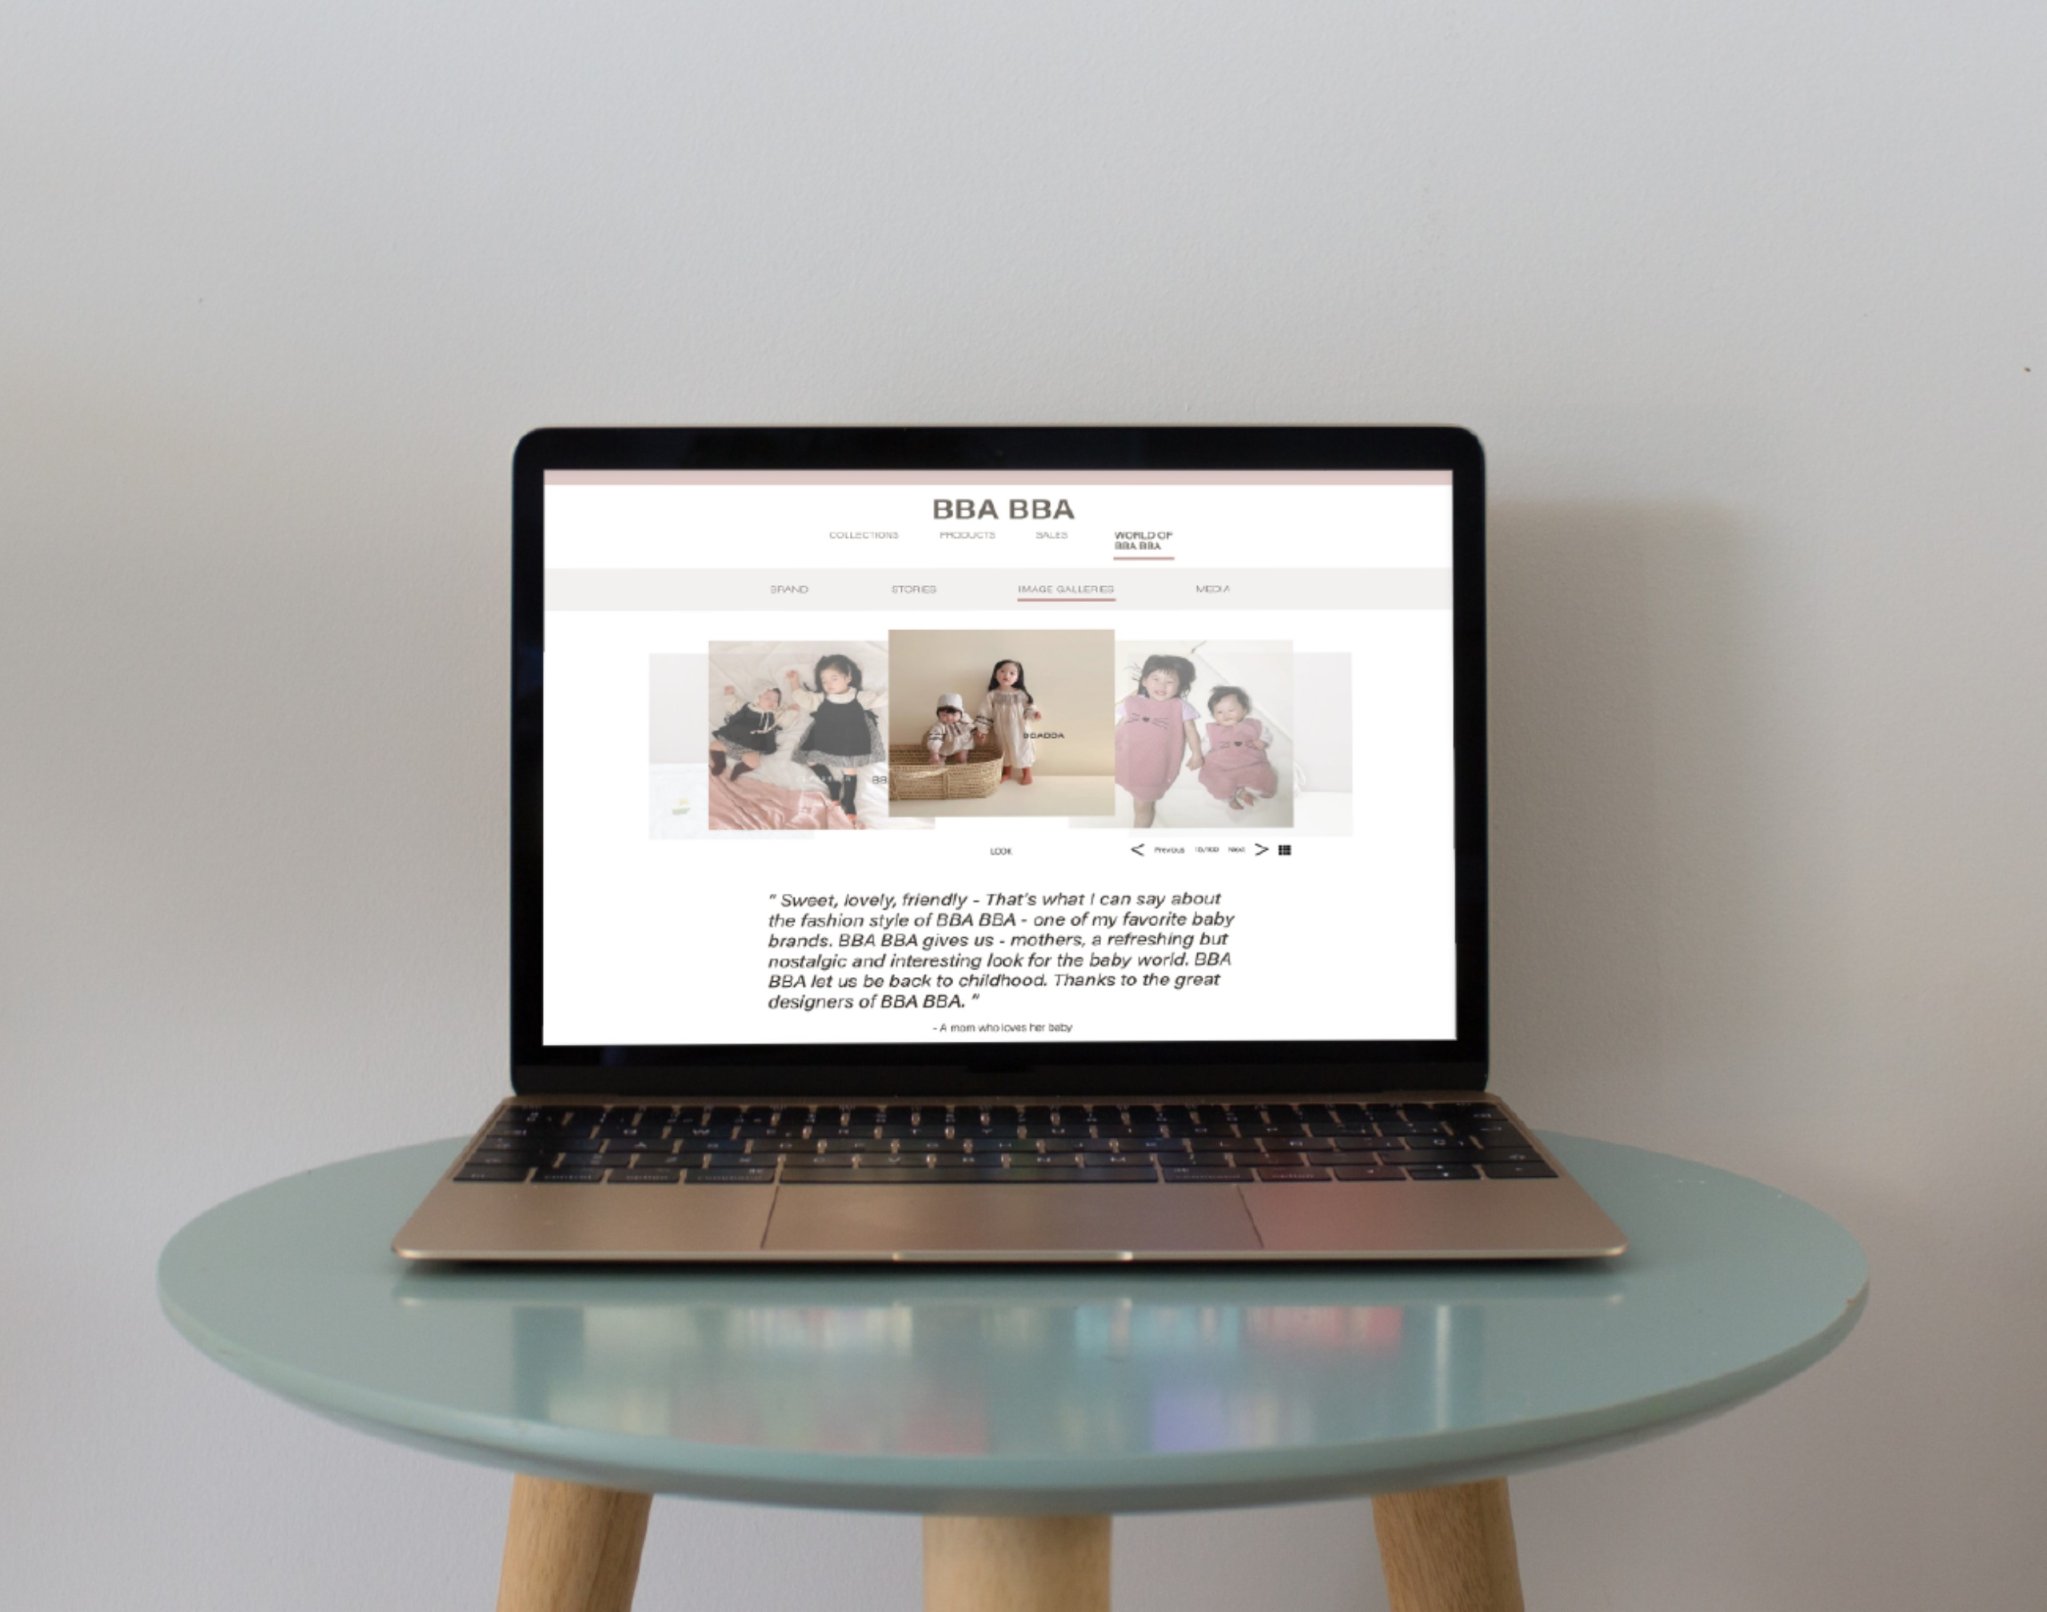 BBA BBA
COLLECTIONS PRODUCTS SALES WORLD OF
BBA BBA
BRAND STORIES IMAGE GALLERIES MEDIA
BB
LOOK
Previous Next
" Sweet, lovely, friendly - That's what I can say about
the fashion style of BBA BBA - one of my favorite baby
brands. BBA BBA gives us - mothers, a refreshing but
nostalgic and interesting look for the baby world. BBA
BBA let us be back to childhood. Thanks to the great
designers of BBA BBA. "
- A mom who loves her baby